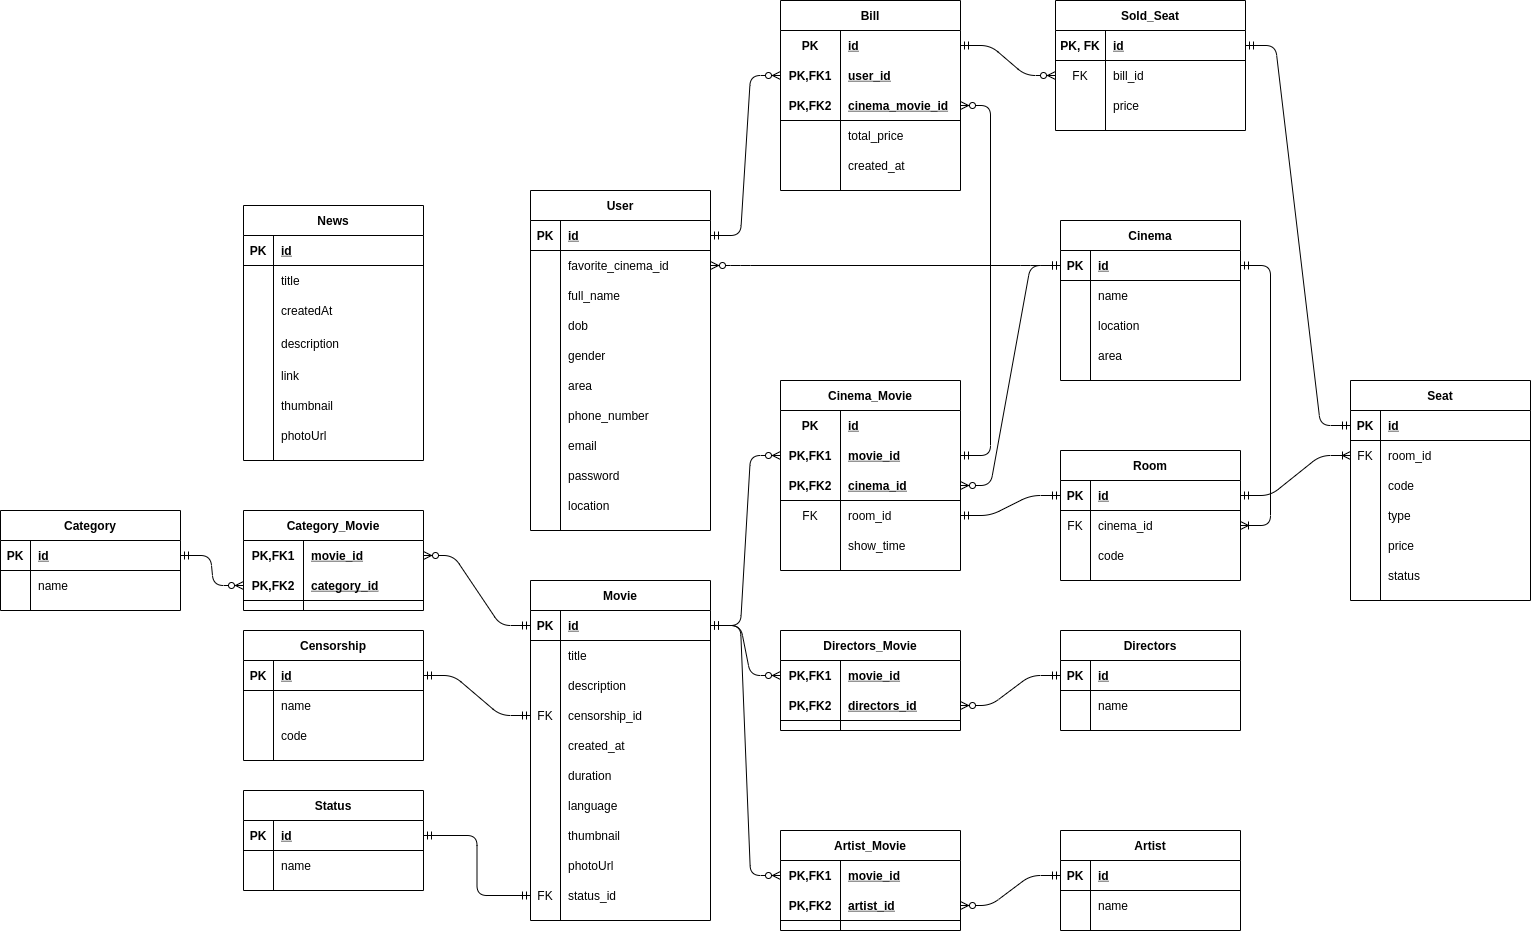 Bill
PK id
PK,FK1 user_id
PK,FK2 cinema_movie_id
total_price
created_at
Sold_Seat
PK, FK id
FK bill_id
price
News
PK id
title
createdAt
description
link
thumbnail
photoUrl
User
PK id
favorite_cinema_id
full_name
dob
gender
area
phone_number
email
password
location
Cinema
PK id
name
location
area
Cinema_Movie
PK id
PK,FK1 movie_id
PK,FK2 cinema_id
FK room_id
show_time
Room
PK id
FK cinema_id
code
Seat
PK id
FK room_id
code
type
price
status
Category
PK id
name
Category_Movie
PK,FK1 movie_id
PK,FK2 category_id
Censorship
PK id
name
code
Status
PK id
name
Movie
PK id
title
description
FK censorship_id
created_at
duration
language
thumbnail
photoUrl
FK status_id
Directors_Movie
PK,FK1 movie_id
PK,FK2 directors_id
Directors
PK id
name
Artist_Movie
PK,FK1 movie_id
PK,FK2 artist_id
Artist
PK id
name